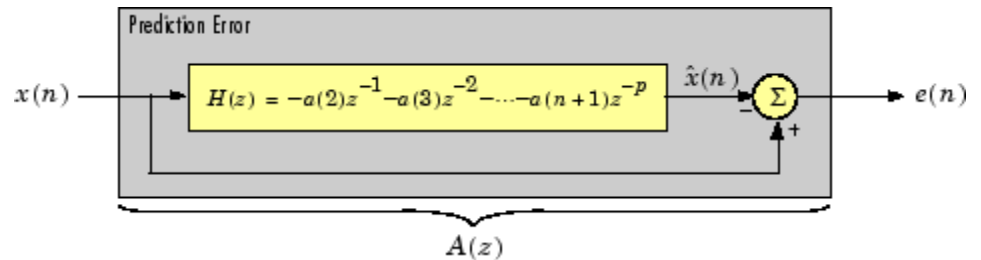 Prediction Error
x(n)
H(z) = -a(2)z^-1-a(3)z^-2-...-a(n+1)z^-p
x̂(n)
Σ
e(n)
−
+
A(z)